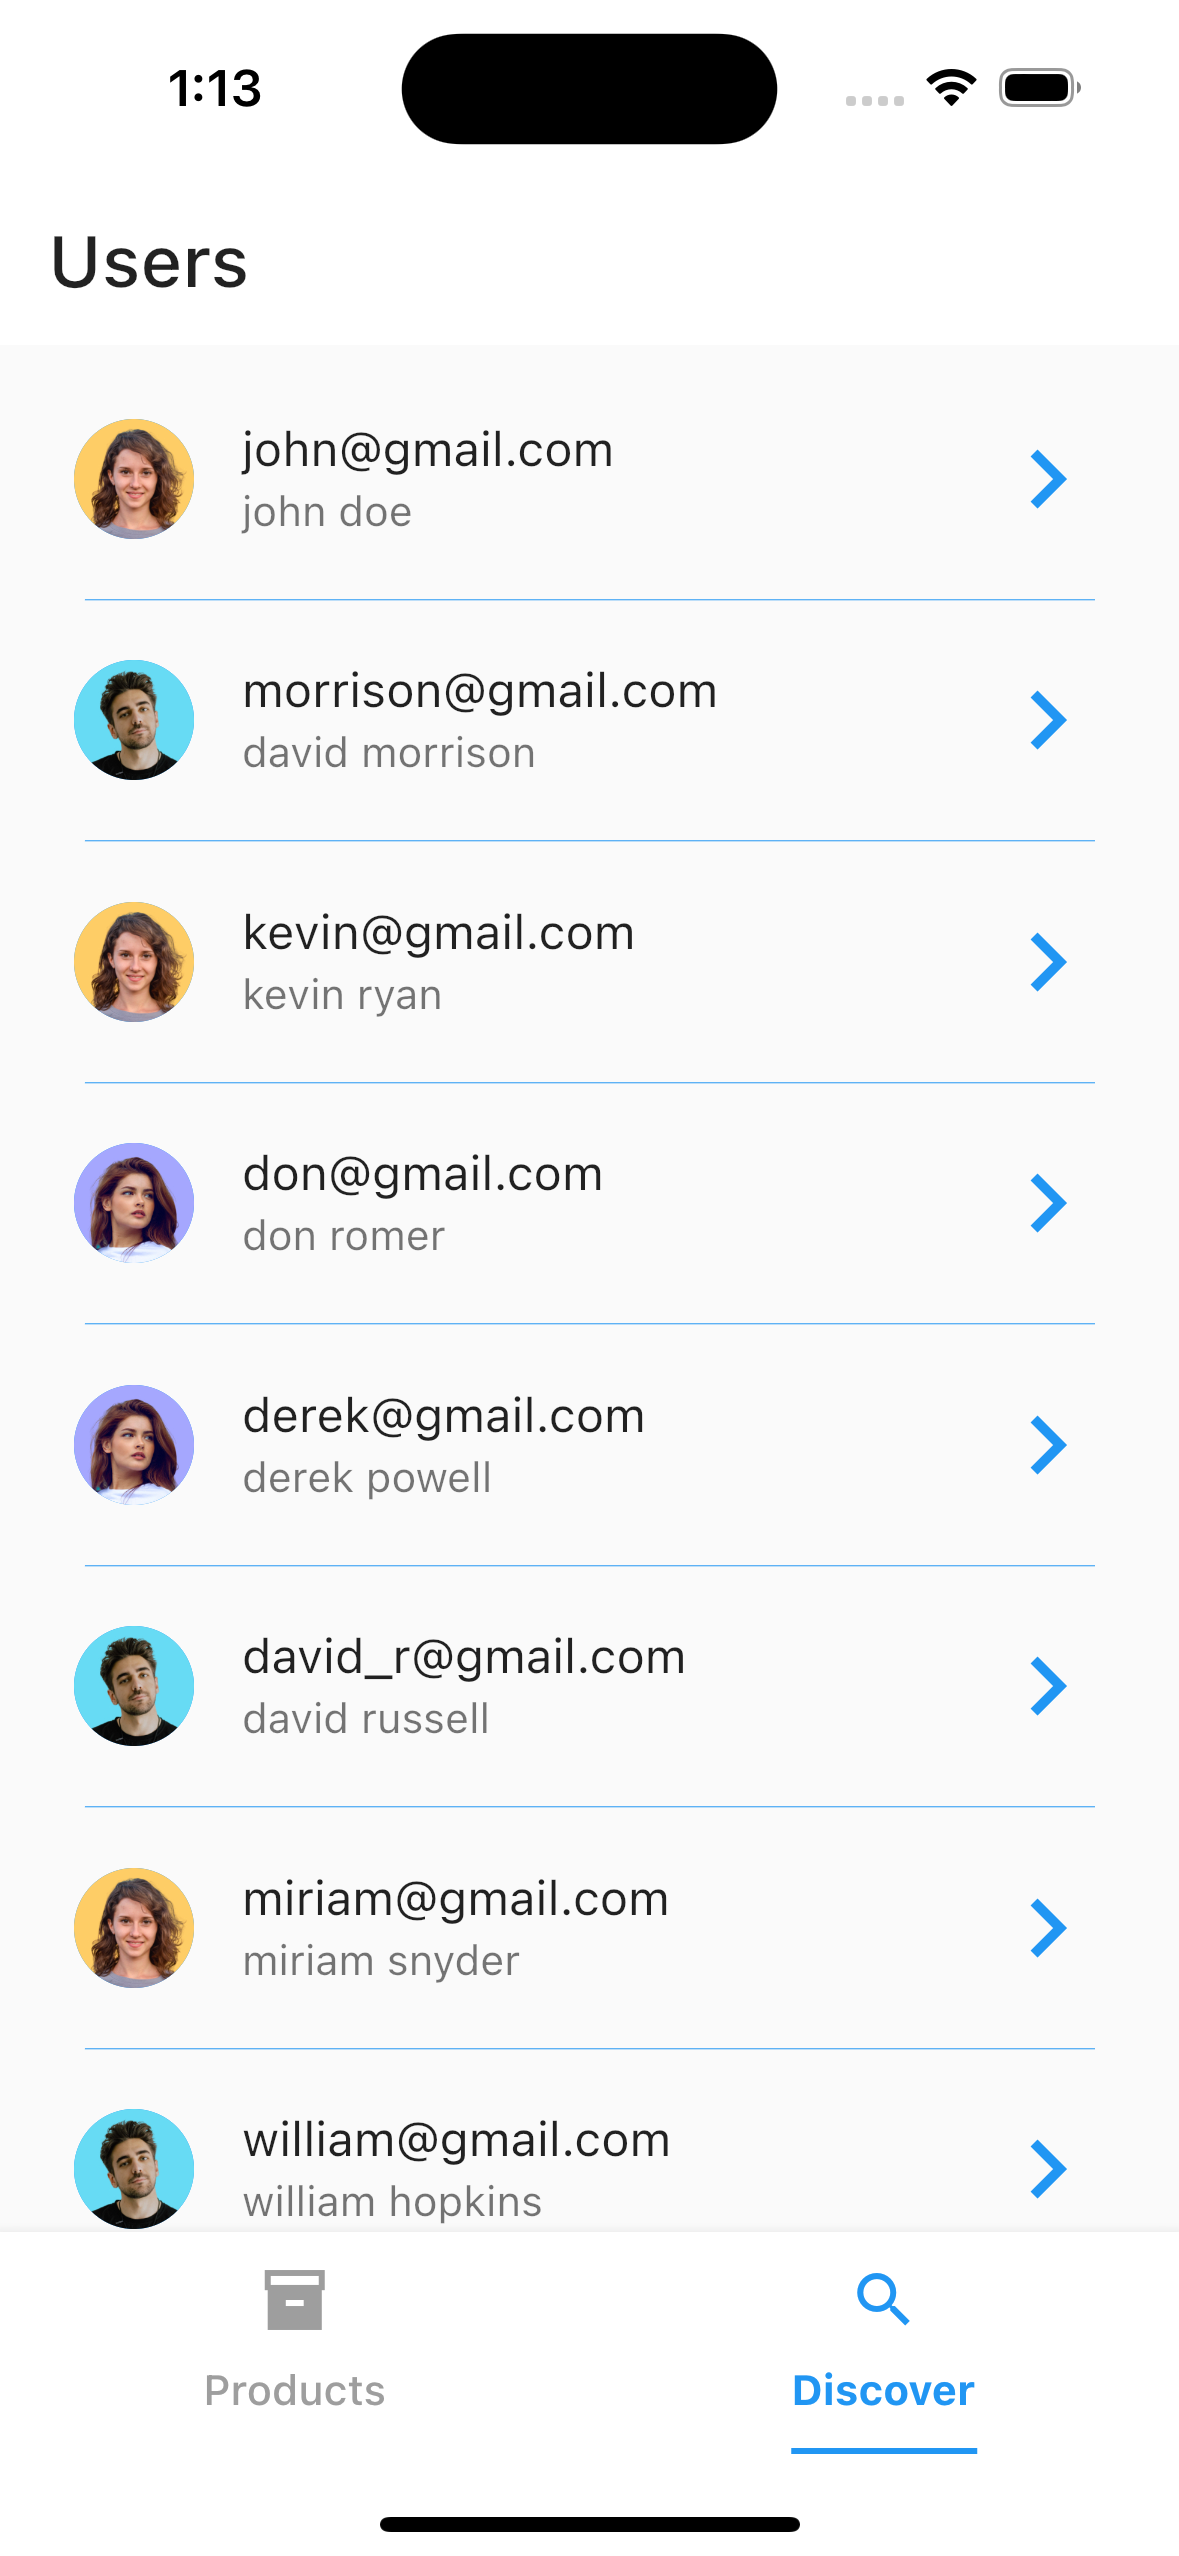 1:13
Users
john@gmail.com
john doe
morrison@gmail.com
david morrison
kevin@gmail.com
kevin ryan
don@gmail.com
don romer
derek@gmail.com
derek powell
david_r@gmail.com
david russell
miriam@gmail.com
miriam snyder
william@gmail.com
william hopkins
Products
Discover